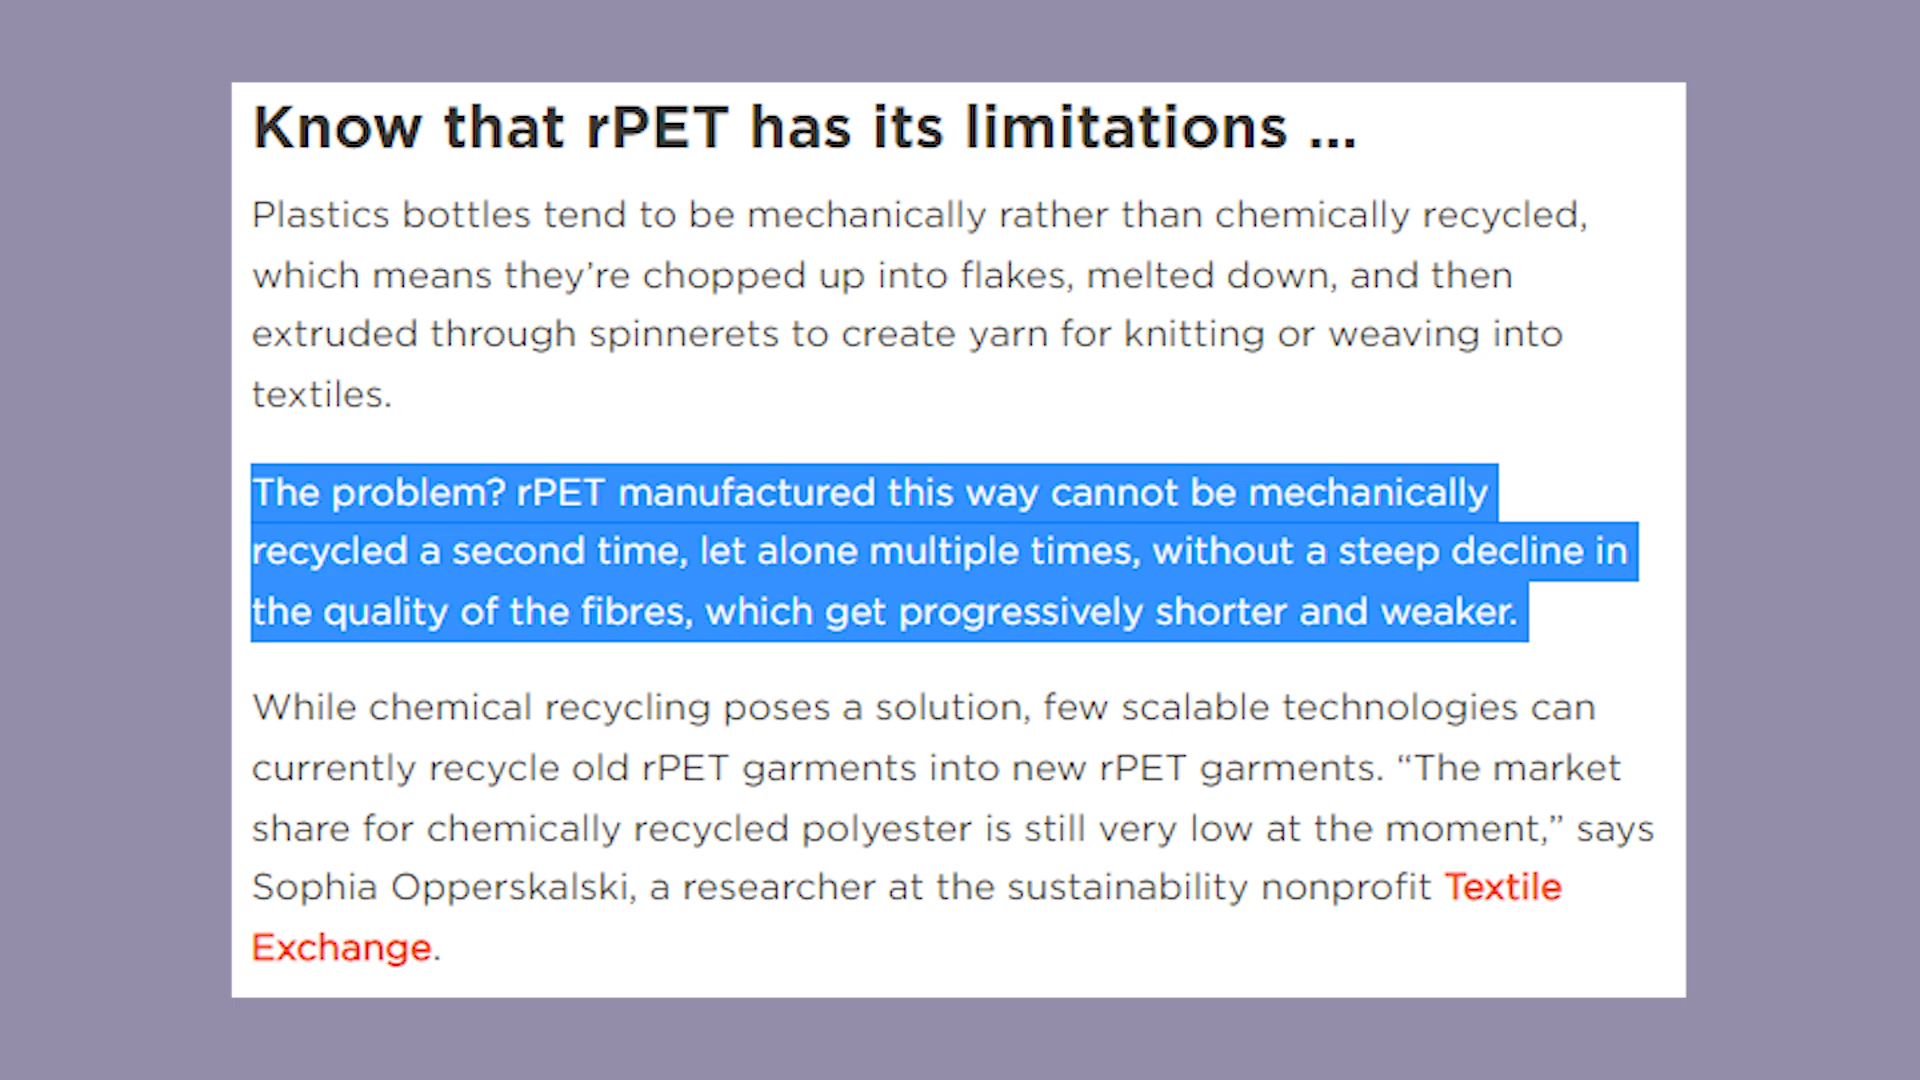 Know that rPET has its limitations ...
Plastics bottles tend to be mechanically rather than chemically recycled,
which means they’re chopped up into flakes, melted down, and then
extruded through spinnerets to create yarn for knitting or weaving into
textiles.
The problem? rPET manufactured this way cannot be mechanically
recycled a second time, let alone multiple times, without a steep decline in
the quality of the fibres, which get progressively shorter and weaker.
While chemical recycling poses a solution, few scalable technologies can
currently recycle old rPET garments into new rPET garments. “The market
share for chemically recycled polyester is still very low at the moment,” says
Sophia Opperskalski, a researcher at the sustainability nonprofit Textile
Exchange.